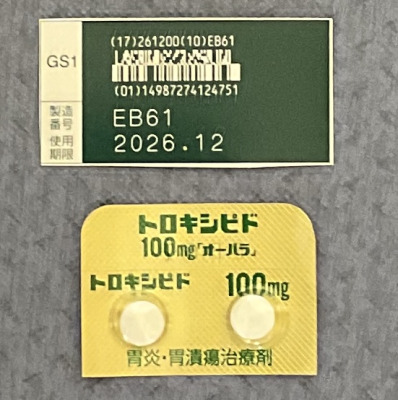 (17)261200(10)EB61
GS1
(01)14987274124751
製造番号
EB61
使用期限
2026.12
トロキシピド
100mg「オーハラ」
トロキシピド 100mg
胃炎・胃潰瘍治療剤